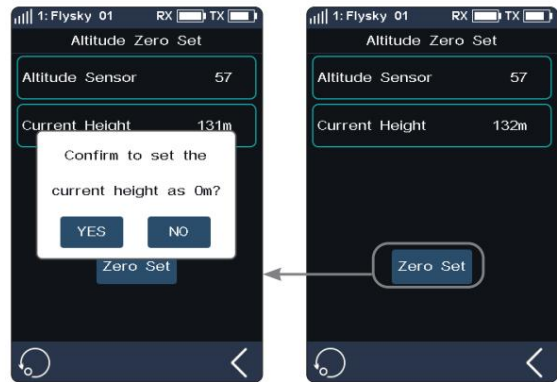 1: Flysky 01 RX TX
Altitude Zero Set
Altitude Sensor 57
Current Height 131m
Confirm to set the
current height as 0m?
YES NO
Zero Set
1: Flysky 01 RX TX
Altitude Zero Set
Altitude Sensor 57
Current Height 132m
Zero Set